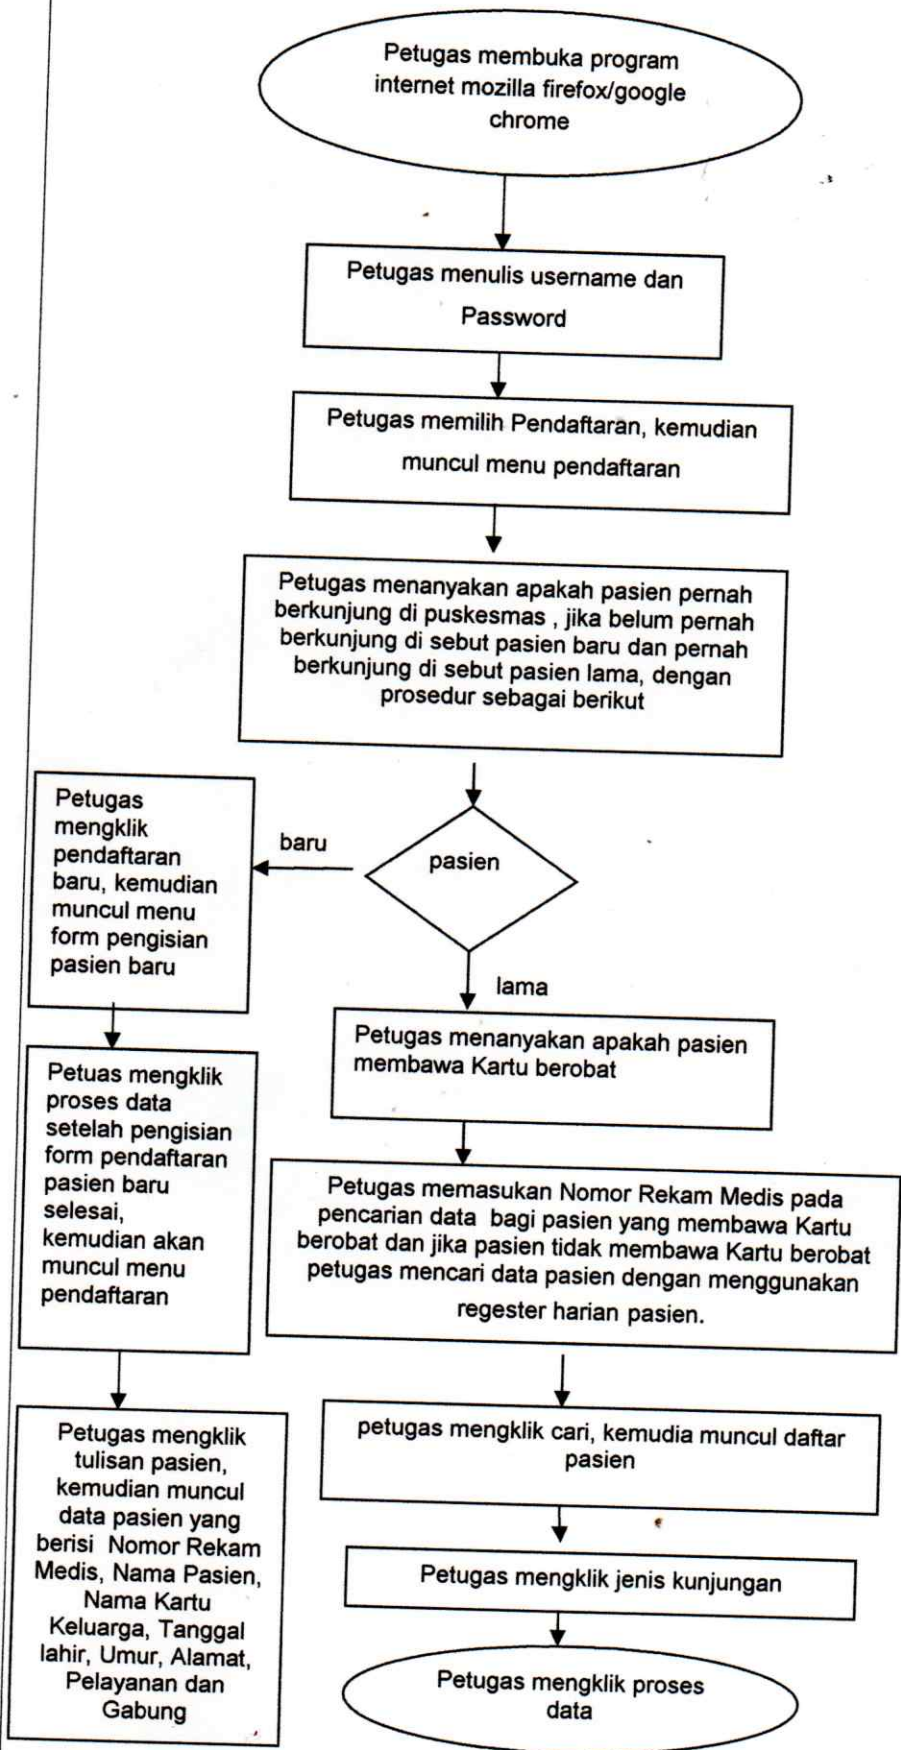 Petugas membuka program
internet mozilla firefox/google
chrome
Petugas menulis username dan
Password
Petugas memilih Pendaftaran, kemudian
muncul menu pendaftaran
Petugas menanyakan apakah pasien pernah
berkunjung di puskesmas , jika belum pernah
berkunjung di sebut pasien baru dan pernah
berkunjung di sebut pasien lama, dengan
prosedur sebagai berikut
pasien
baru
Petugas
mengklik
pendaftaran
baru, kemudian
muncul menu
form pengisian
pasien baru
Petuas mengklik
proses data
setelah pengisian
form pendaftaran
pasien baru
selesai,
kemudian akan
muncul menu
pendaftaran
Petugas mengklik
tulisan pasien,
kemudian muncul
data pasien yang
berisi Nomor Rekam
Medis, Nama Pasien,
Nama Kartu
Keluarga, Tanggal
lahir, Umur, Alamat,
Pelayanan dan
Gabung
lama
Petugas menanyakan apakah pasien
membawa Kartu berobat
Petugas memasukan Nomor Rekam Medis pada
pencarian data bagi pasien yang membawa Kartu
berobat dan jika pasien tidak membawa Kartu berobat
petugas mencari data pasien dengan menggunakan
regester harian pasien.
petugas mengklik cari, kemudia muncul daftar
pasien
Petugas mengklik jenis kunjungan
Petugas mengklik proses
data